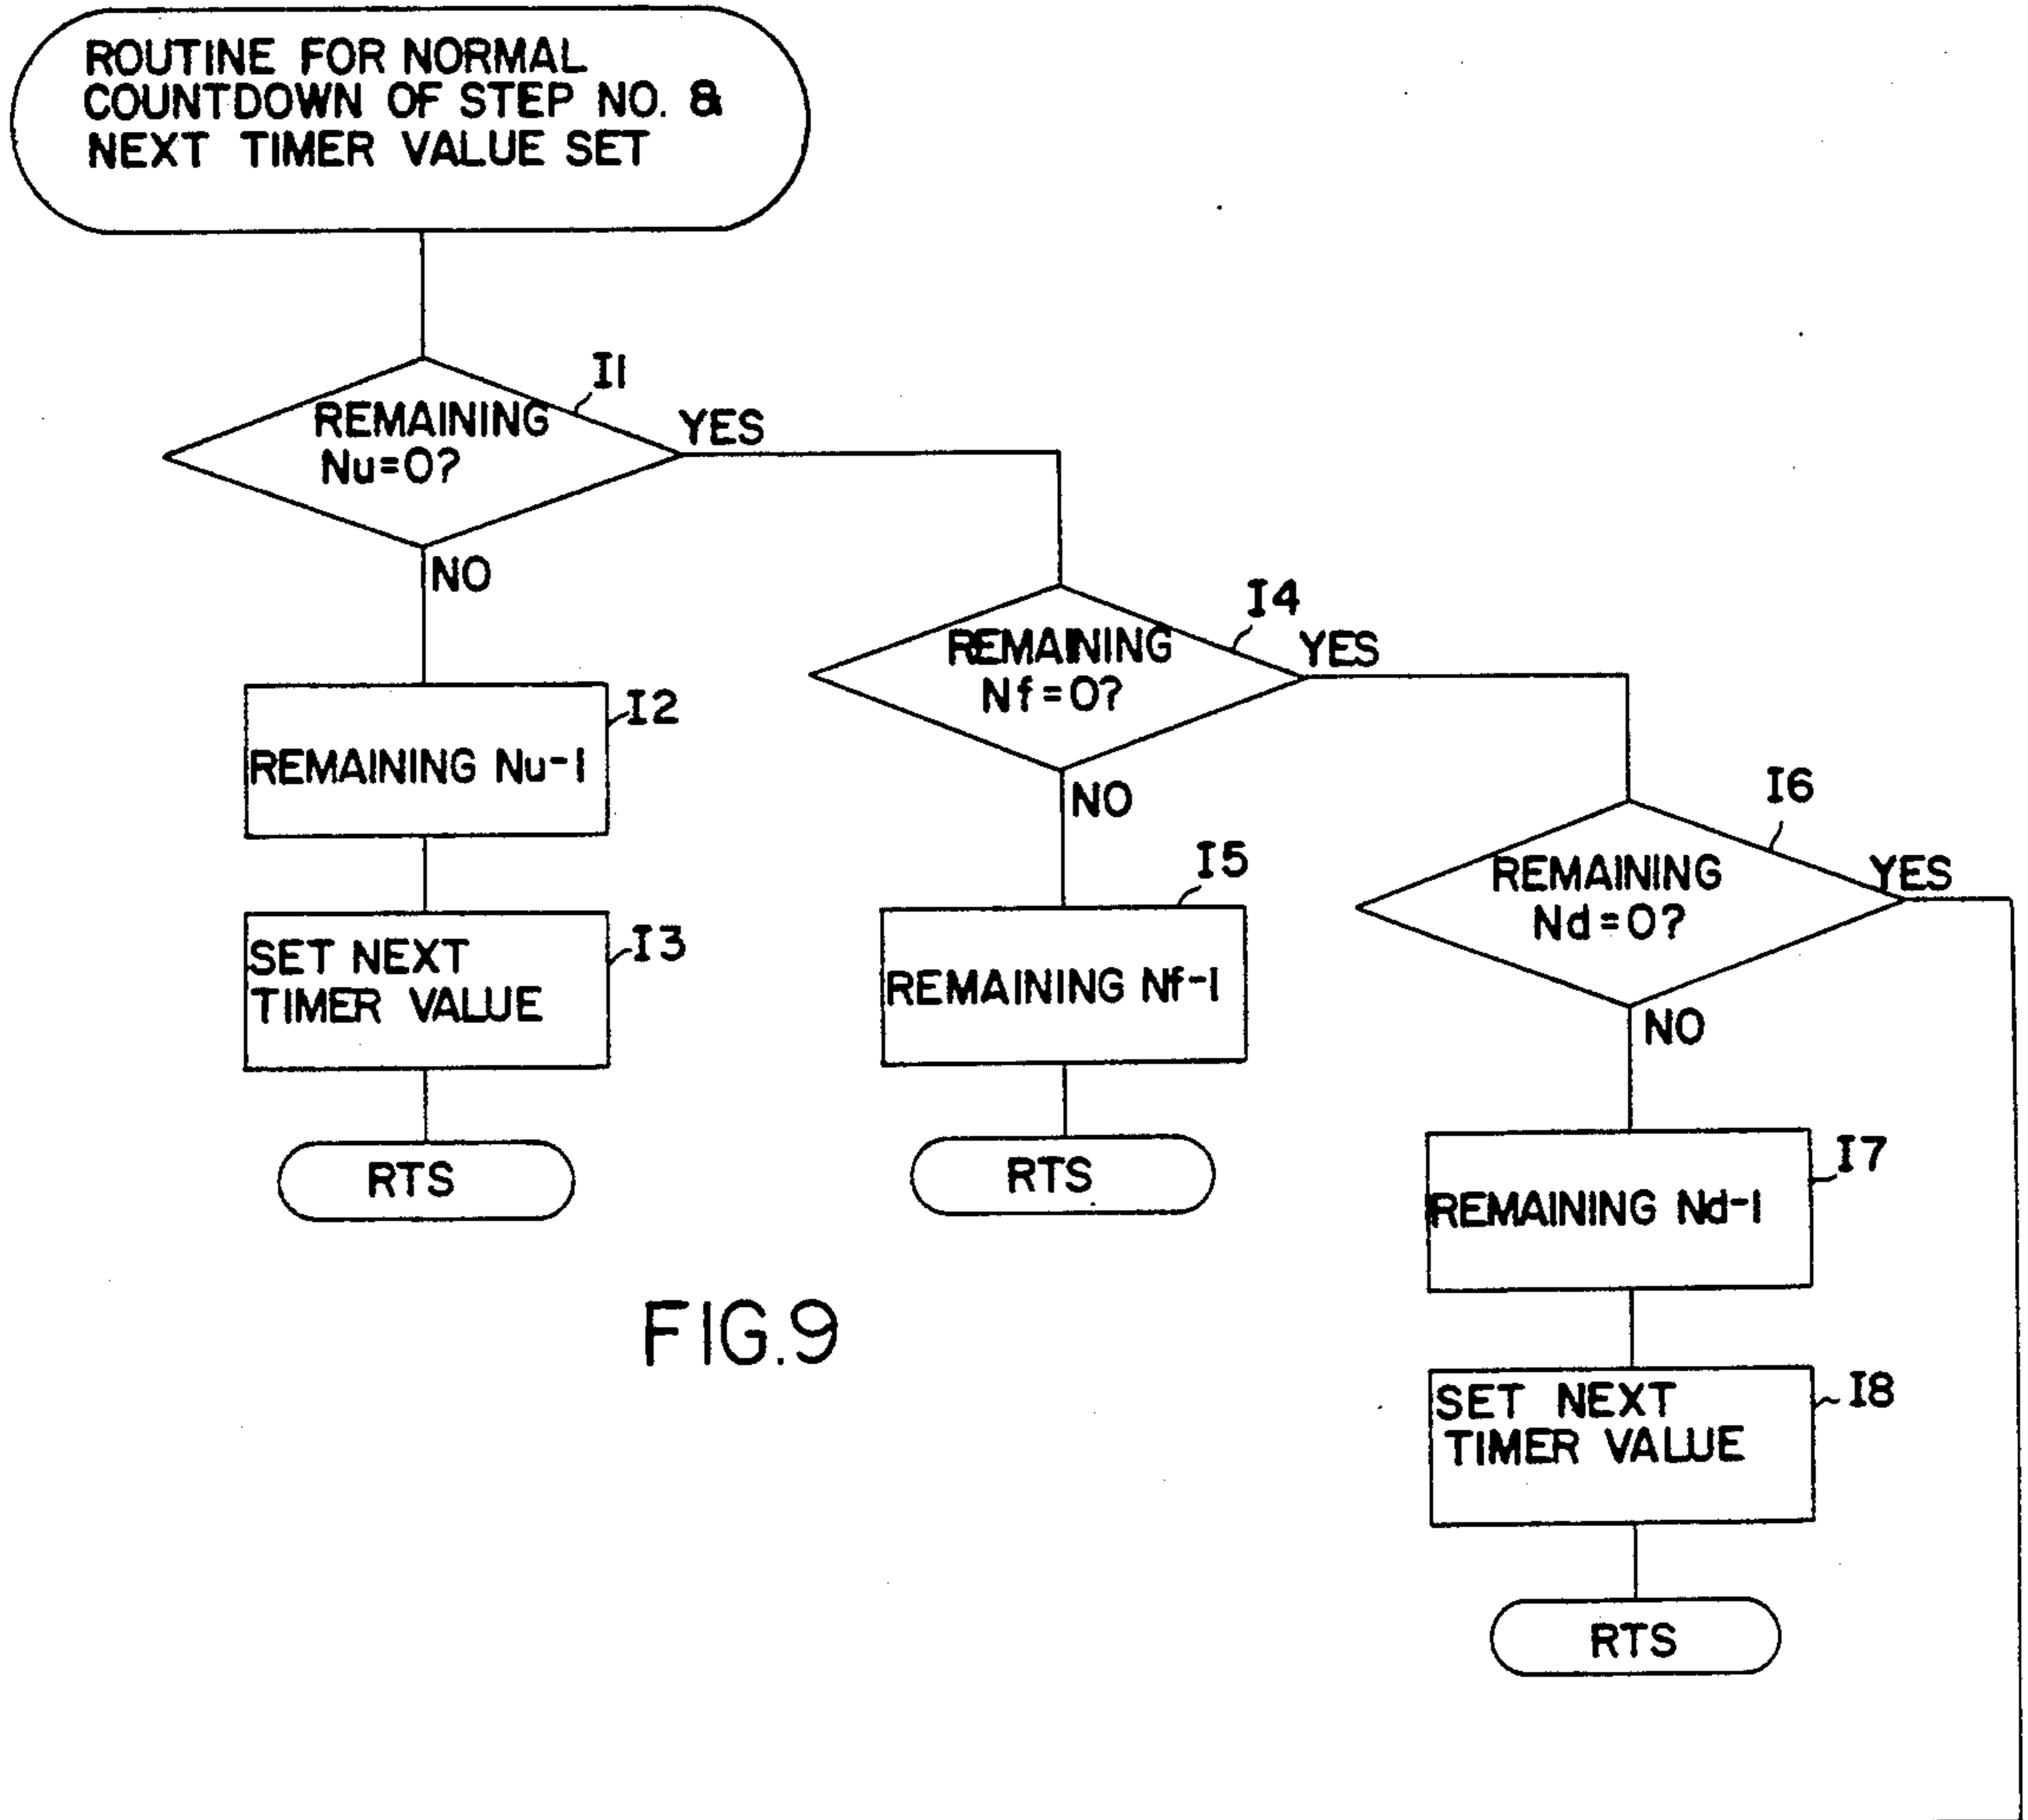 ROUTINE FOR NORMAL
COUNTDOWN OF STEP NO. &
NEXT TIMER VALUE SET
I1
REMAINING
Nu=0?
YES
NO
I2
REMAINING Nu-1
I3
SET NEXT
TIMER VALUE
RTS
I4
REMAINING
Nf=0?
YES
NO
I5
REMAINING Nf-1
RTS
I6
REMAINING
Nd=0?
YES
NO
I7
REMAINING Nd-1
I8
SET NEXT
TIMER VALUE
RTS
FIG.9